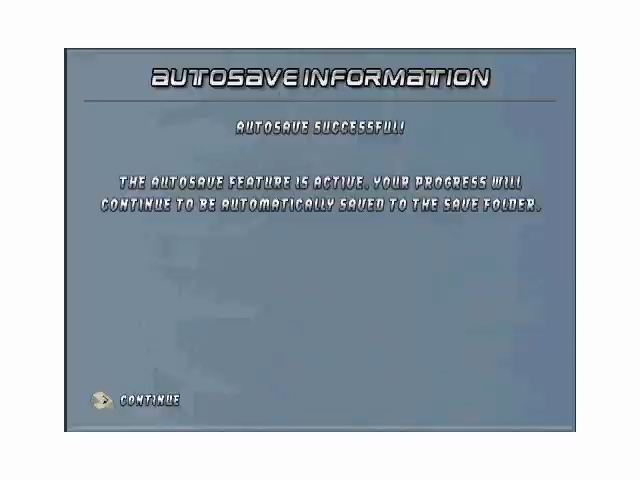 AUTOSAVE INFORMATION
AUTOSAVE SUCCESSFUL!
THE AUTOSAVE FEATURE IS ACTIVE. YOUR PROGRESS WILL
CONTINUE TO BE AUTOMATICALLY SAVED TO THE SAVE FOLDER.
CONTINUE